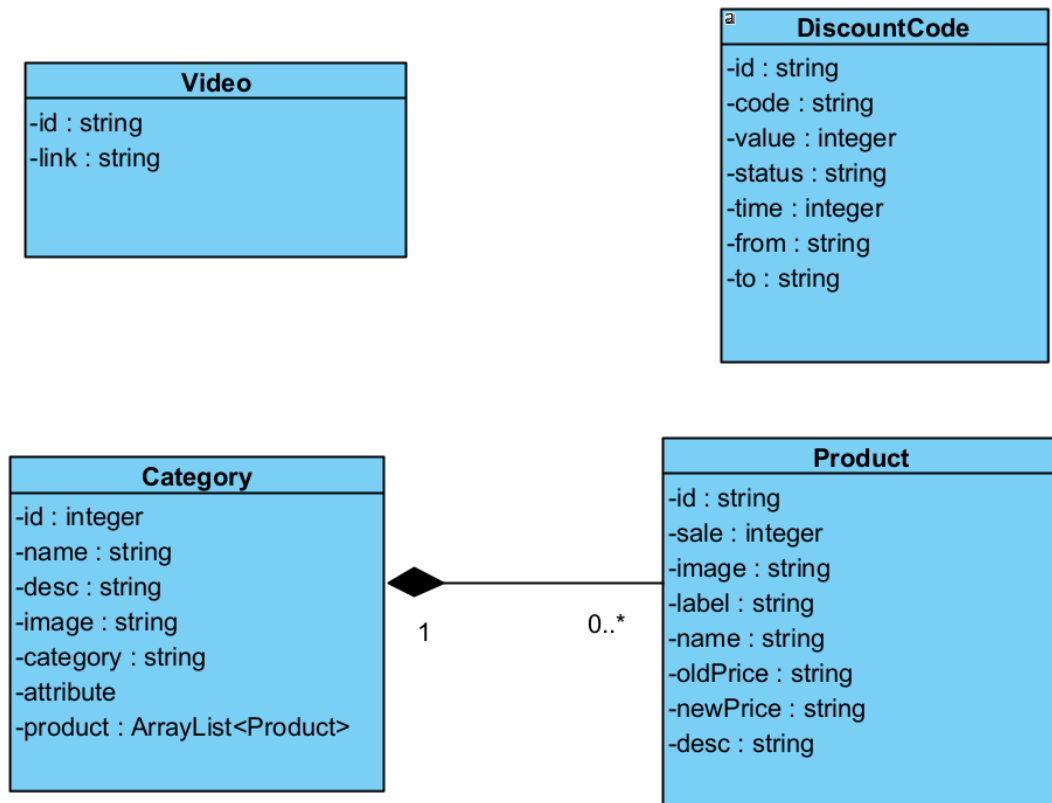 Video
-id : string
-link : string
a
DiscountCode
-id : string
-code : string
-value : integer
-status : string
-time : integer
-from : string
-to : string
Category
-id : integer
-name : string
-desc : string
-image : string
-category : string
-attribute
-product : ArrayList<Product>
1
0..*
Product
-id : string
-sale : integer
-image : string
-label : string
-name : string
-oldPrice : string
-newPrice : string
-desc : string